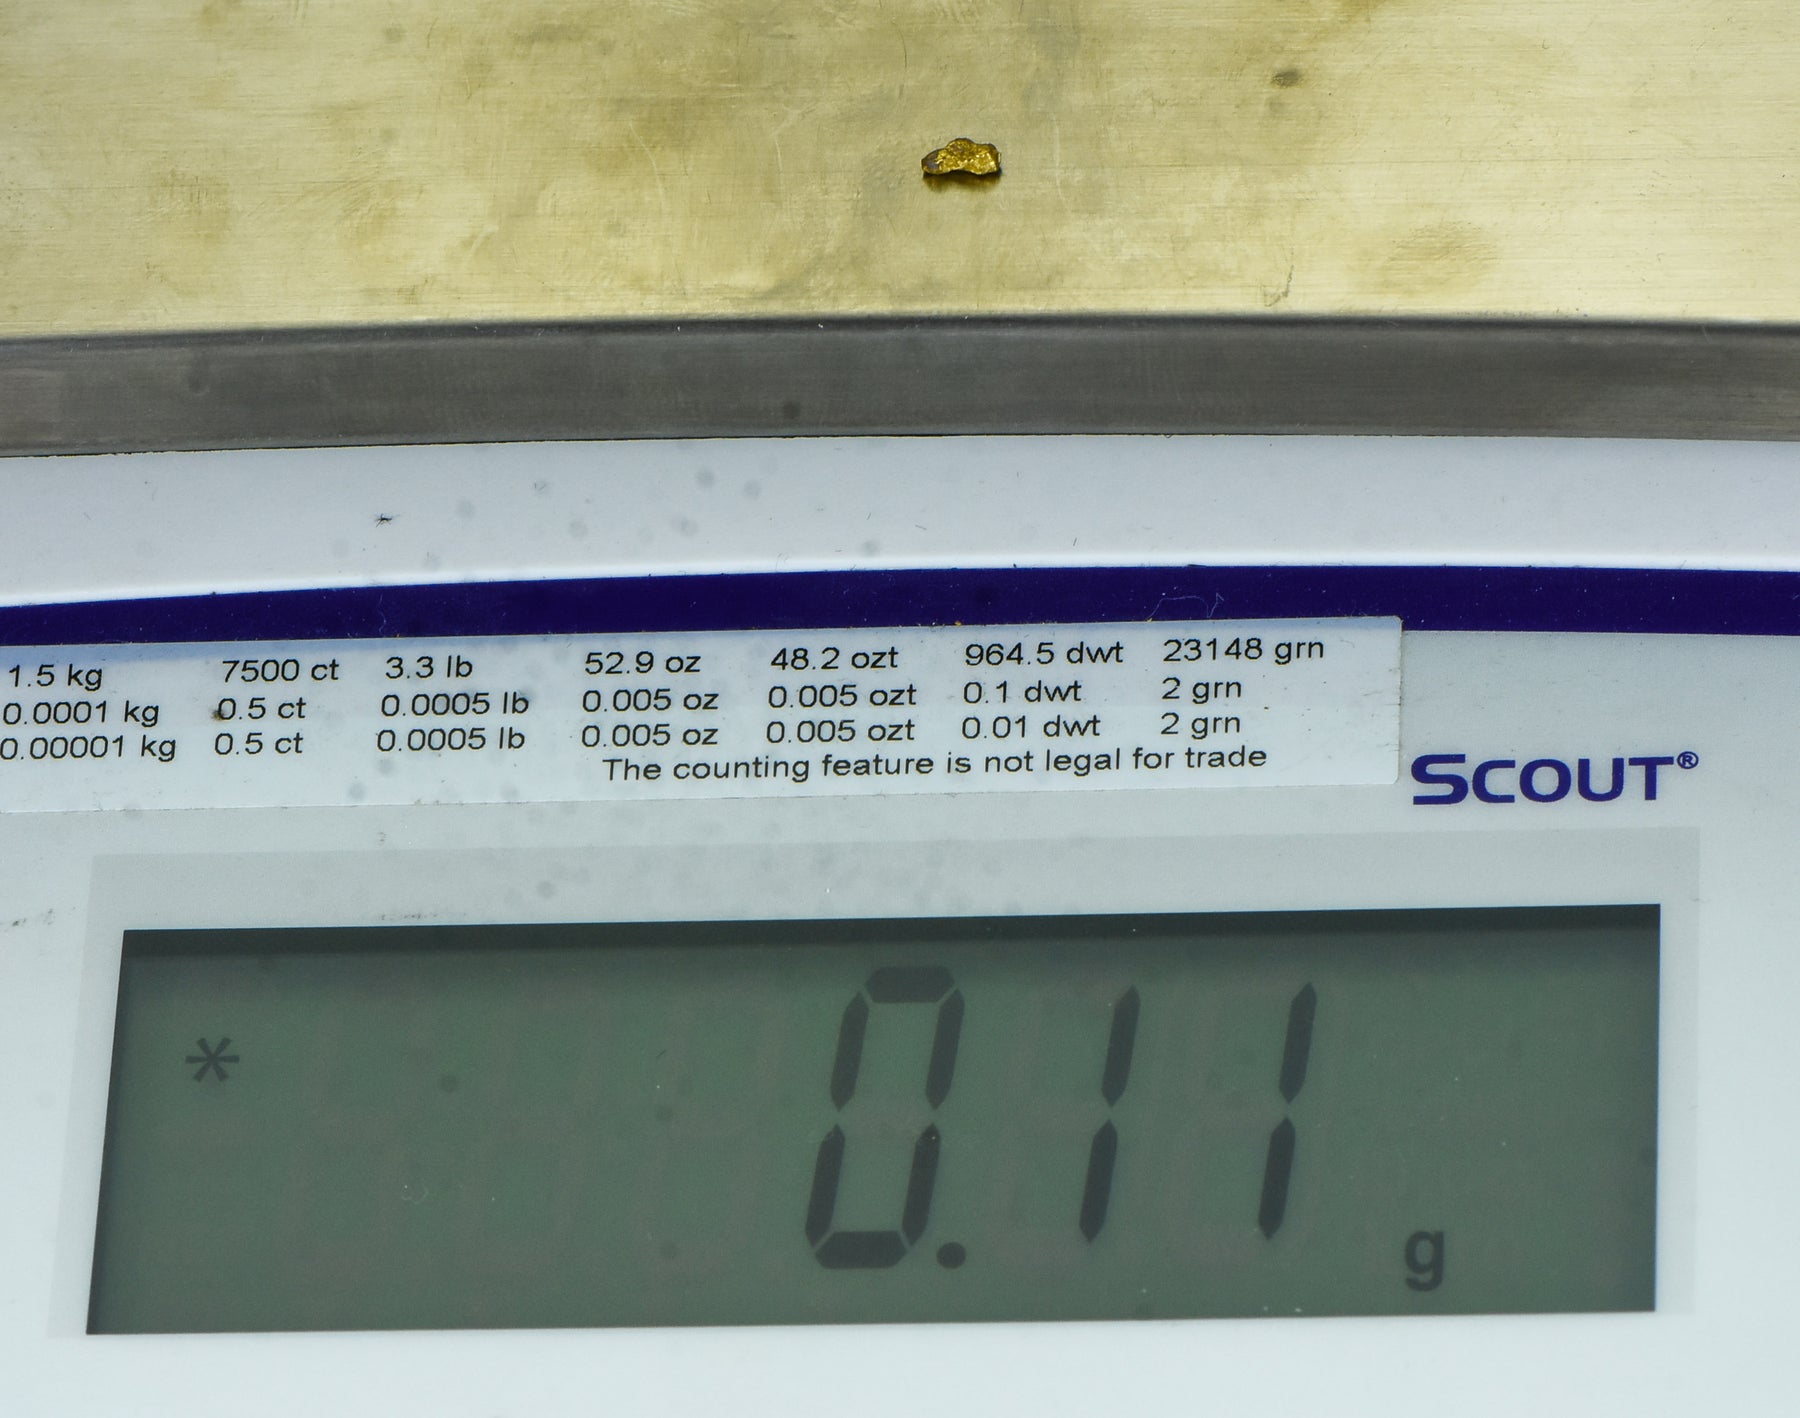 1.5 kg 7500 ct 3.3 lb 52.9 oz 48.2 ozt 964.5 dwt 23148 grn
0.0001 kg 0.5 ct 0.0005 lb 0.005 oz 0.005 ozt 0.1 dwt 2 grn
0.00001 kg 0.5 ct 0.0005 lb 0.005 oz 0.005 ozt 0.01 dwt 2 grn
The counting feature is not legal for trade
SCOUT®
* 0.11 g